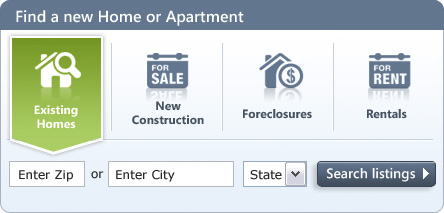 Find a new Home or Apartment
Existing
Homes
FOR
SALE
New
Construction
$
Foreclosures
FOR
RENT
Rentals
Enter Zip or Enter City State Search listings